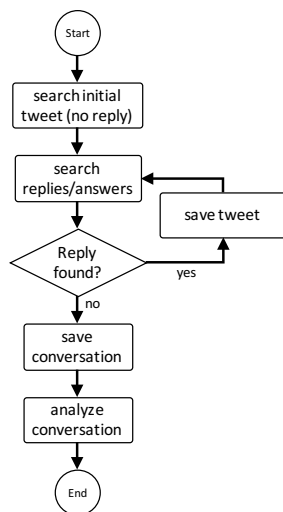 Start
search initial
tweet (no reply)
search
replies/answers
save tweet
Reply
found?
yes
no
save
conversation
analyze
conversation
End